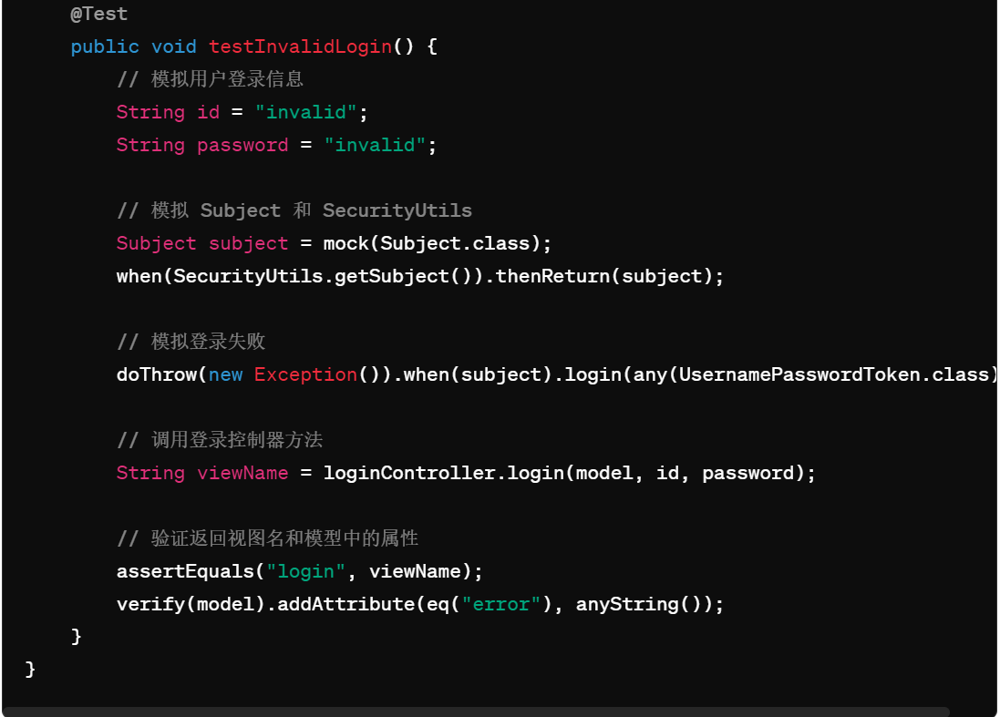 @Test
public void testInvalidLogin() {
// 模拟用户登录信息
String id = "invalid";
String password = "invalid";
// 模拟 Subject 和 SecurityUtils
Subject subject = mock(Subject.class);
when(SecurityUtils.getSubject()).thenReturn(subject);
// 模拟登录失败
doThrow(new Exception()).when(subject).login(any(UsernamePasswordToken.class)
// 调用登录控制器方法
String viewName = loginController.login(model, id, password);
// 验证返回视图名和模型中的属性
assertEquals("login", viewName);
verify(model).addAttribute(eq("error"), anyString());
}
}